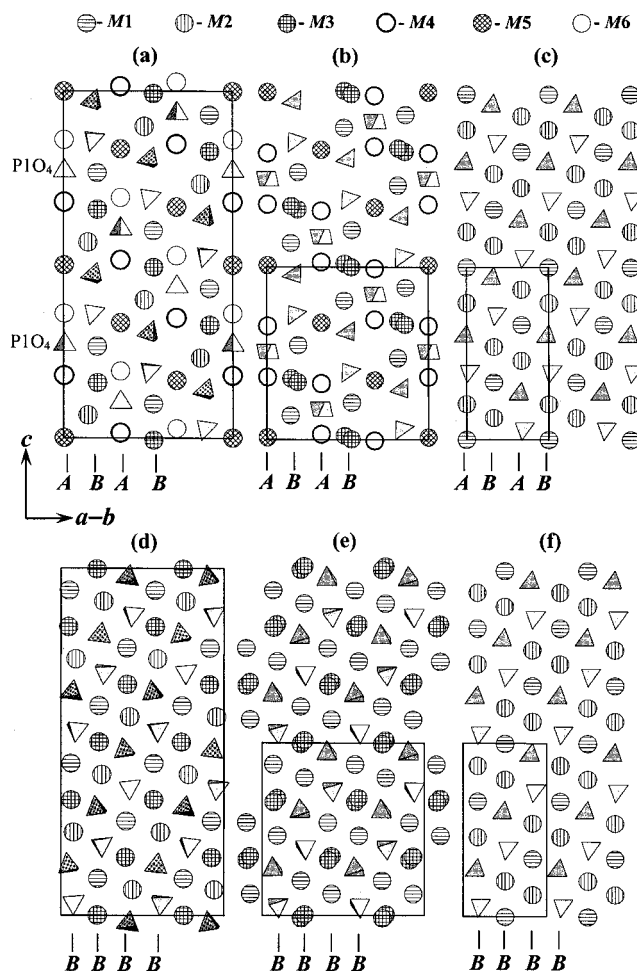 - M1 - M2 - M3 - M4 - M5 - M6
(a) (b) (c)
P1O4
P1O4
A B A B A B A B A B A B
c
a–b
(d) (e) (f)
B B B B B B B B B B B B